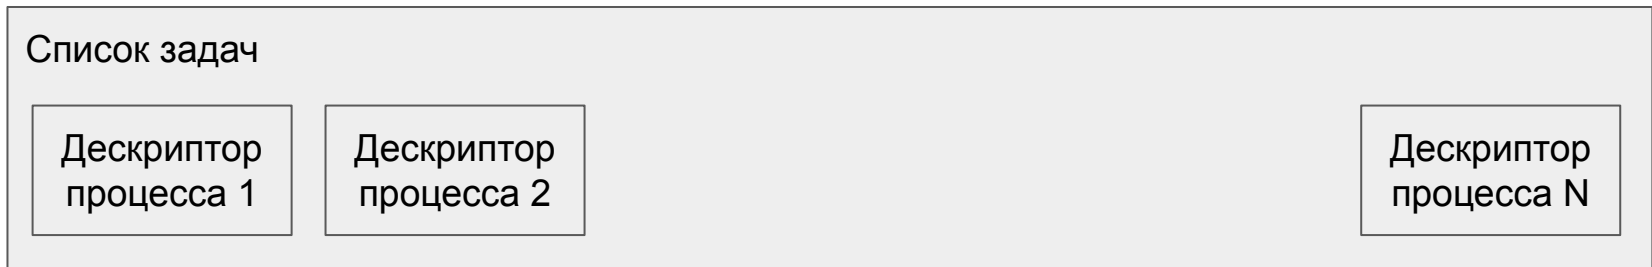 Список задач
Дескриптор
процесса 1
Дескриптор
процесса 2
Дескриптор
процесса N